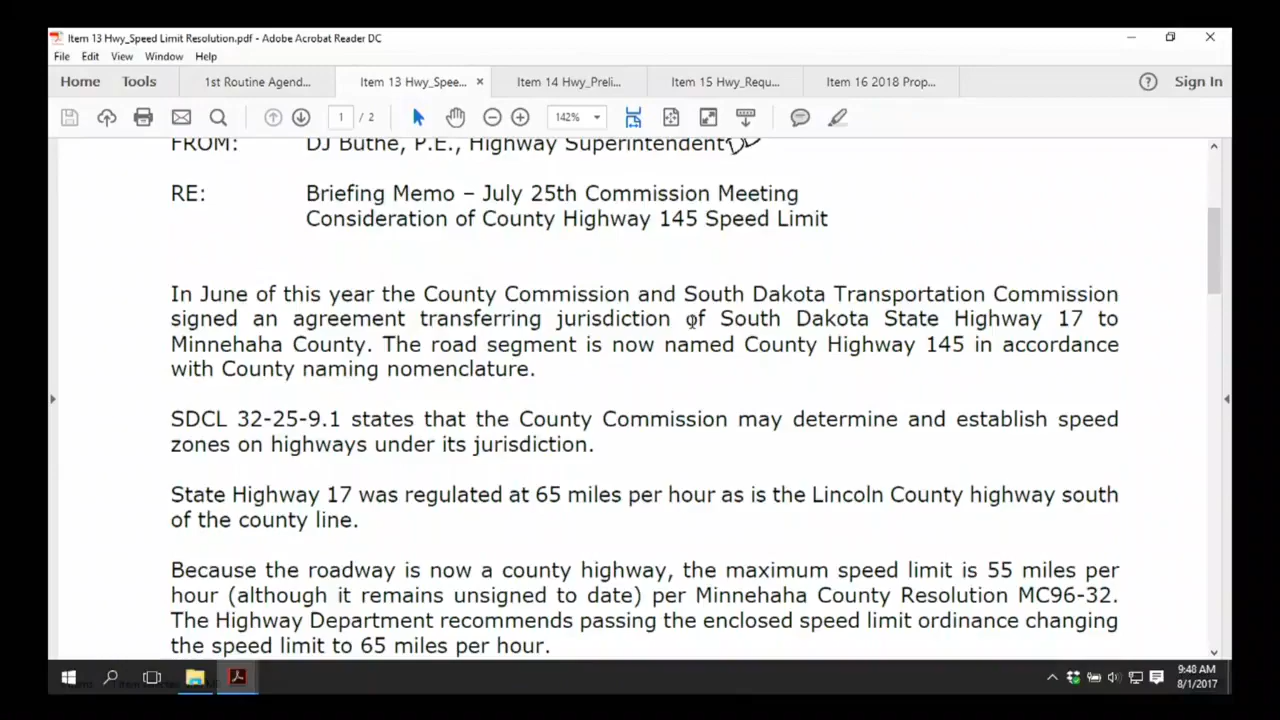 Item 13 Hwy_Speed Limit Resolution.pdf - Adobe Acrobat Reader DC
File Edit View Window Help
Home Tools 1st Routine Agend... Item 13 Hwy_Spee... × Item 14 Hwy_Preli... Item 15 Hwy_Requ... Item 16 2018 Prop... ? Sign In
1 / 2 142%
FROM: DJ Buthe, P.E., Highway Superintendent
RE: Briefing Memo – July 25th Commission Meeting
Consideration of County Highway 145 Speed Limit
In June of this year the County Commission and South Dakota Transportation Commission
signed an agreement transferring jurisdiction of South Dakota State Highway 17 to
Minnehaha County. The road segment is now named County Highway 145 in accordance
with County naming nomenclature.
SDCL 32-25-9.1 states that the County Commission may determine and establish speed
zones on highways under its jurisdiction.
State Highway 17 was regulated at 65 miles per hour as is the Lincoln County highway south
of the county line.
Because the roadway is now a county highway, the maximum speed limit is 55 miles per
hour (although it remains unsigned to date) per Minnehaha County Resolution MC96-32.
The Highway Department recommends passing the enclosed speed limit ordinance changing
the speed limit to 65 miles per hour.
9:48 AM
8/1/2017